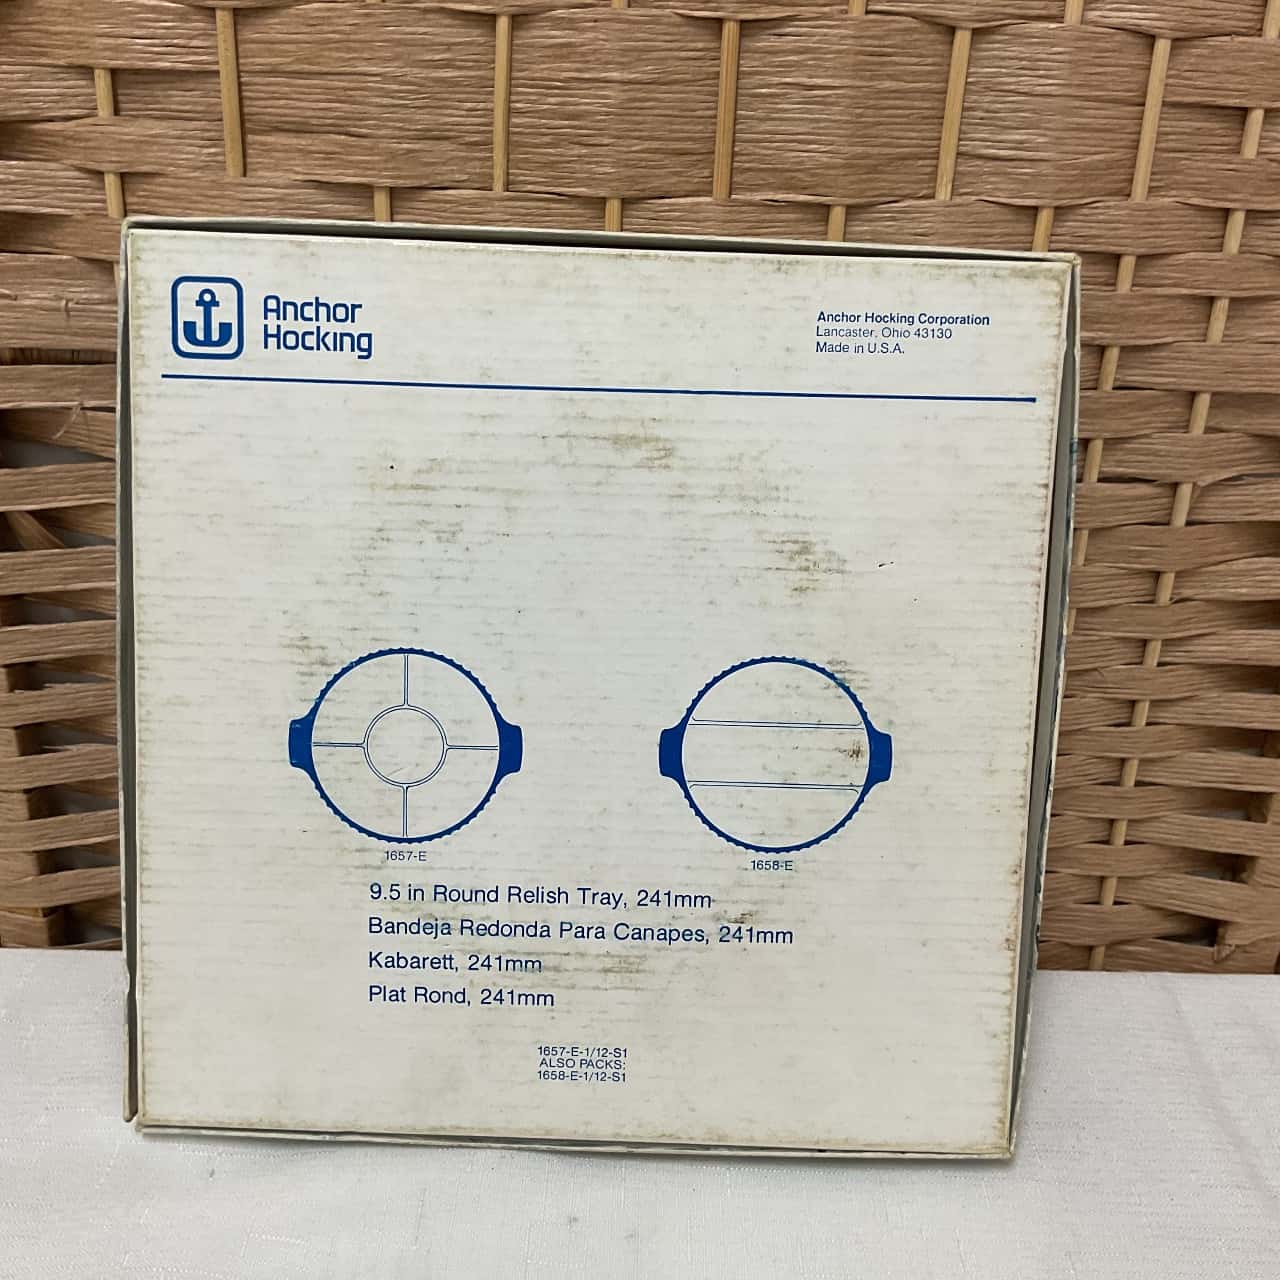 Anchor
Hocking
Anchor Hocking Corporation
Lancaster, Ohio 43130
Made in U.S.A.
1657-E
1658-E
9.5 in Round Relish Tray, 241mm
Bandeja Redonda Para Canapes, 241mm
Kabarett, 241mm
Plat Rond, 241mm
1657-E-1/12-S1
ALSO PACKS:
1658-E-1/12-S1